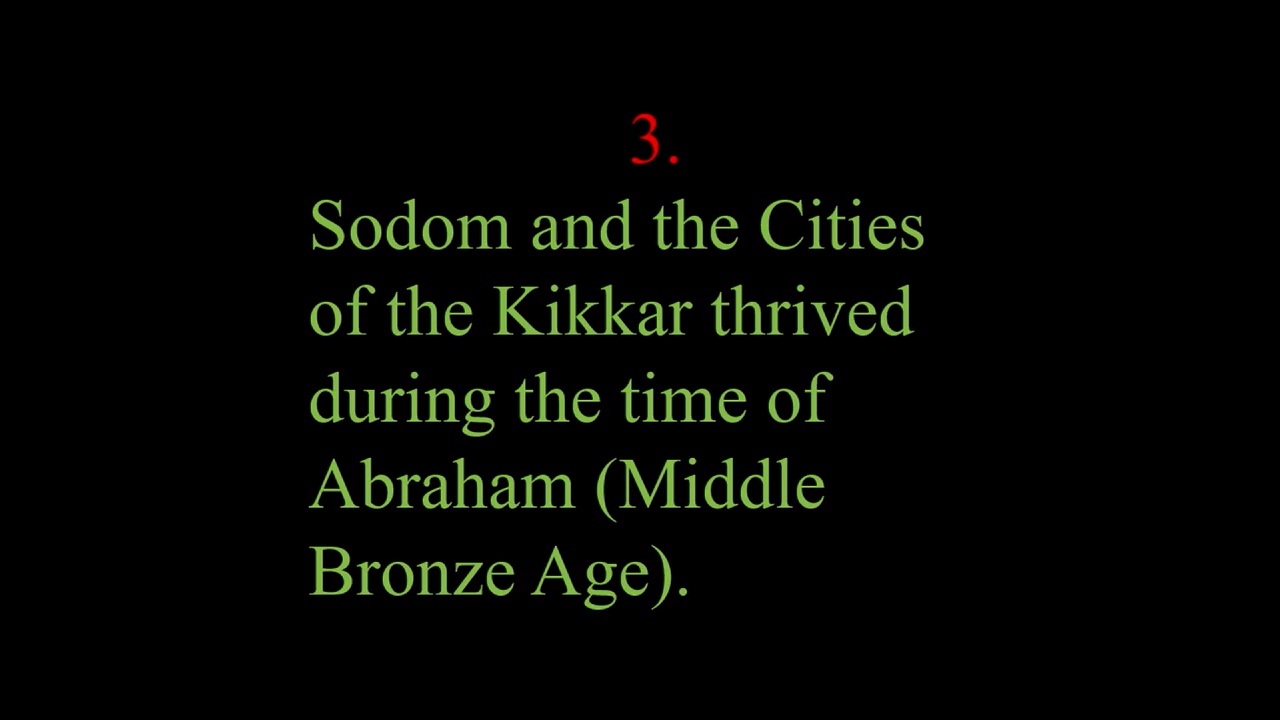 3.
Sodom and the Cities
of the Kikkar thrived
during the time of
Abraham (Middle
Bronze Age).